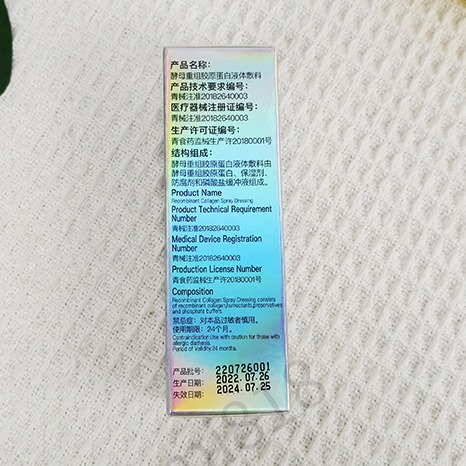 产品名称：
酵母重组胶原蛋白液体敷料
产品技术要求编号：
青械注准20182640003
医疗器械注册证编号：
青械注准20182640003
生产许可证编号：
青食药监械生产许20180001号
结构组成：
酵母重组胶原蛋白液体敷料由
酵母重组胶原蛋白、保湿剂、
防腐剂和磷酸盐缓冲液组成。
Product Name
Recombinant Collagen Spray Dressing
Product Technical Requirement
Number
青械注准20182640003
Medical Device Registration
Number
青械注准20182640003
Production License Number
青食药监械生产许20180001号
Composition
Recombinant Collagen Spray Dressing consists
of recombinant collagen,humectants,preservatives
and phosphate buffers.
禁忌症：对本品过敏者慎用。
使用期限：24个月。
Contraindication:Use with caution for those with
allergic diathesis.
Period of Validity:24 months.
产品批号：220726001
生产日期：2022.07.26
失效日期：2024.07.25